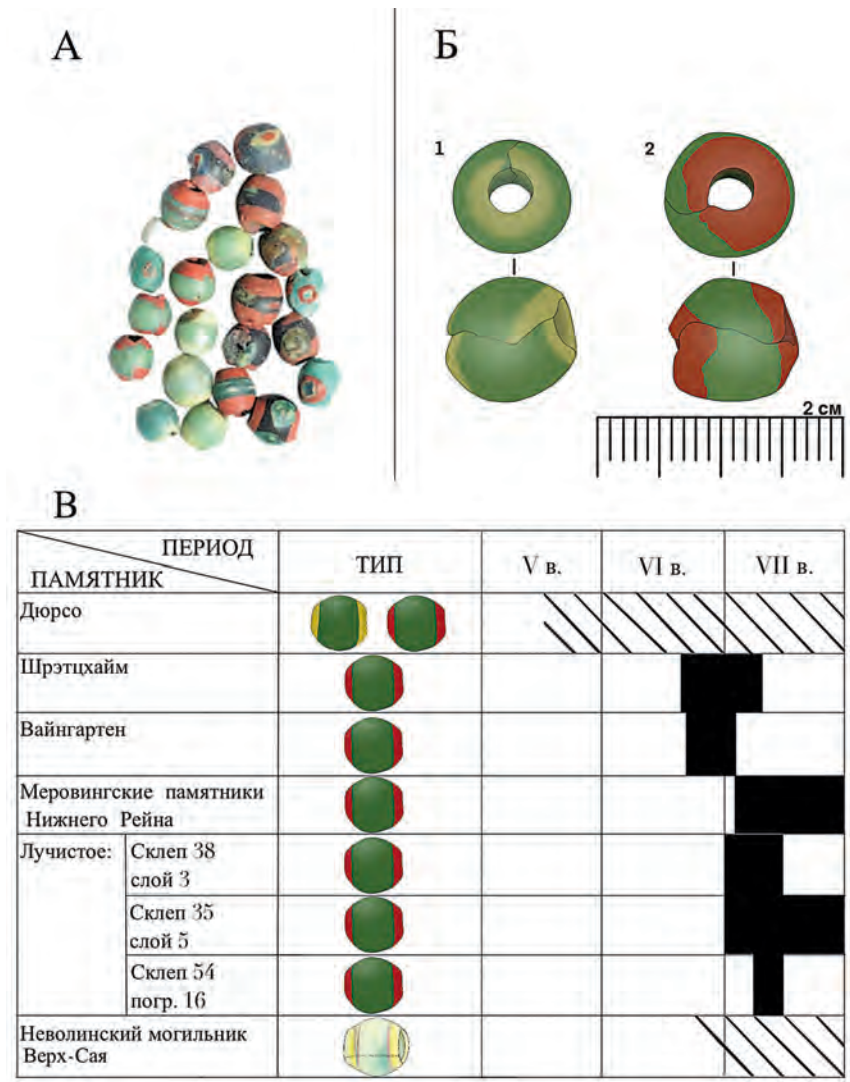 А
Б
1
2
2 см
В
ПЕРИОД
ПАМЯТНИК
ТИП
V в.
VI в.
VII в.
Дюрсо
Шрэтцхайм
Вайнгартен
Меровингские памятники
Нижнего Рейна
Лучистое:
Склеп 38
слой 3
Склеп 35
слой 5
Склеп 54
погр. 16
Неволинский могильник
Верх-Сая